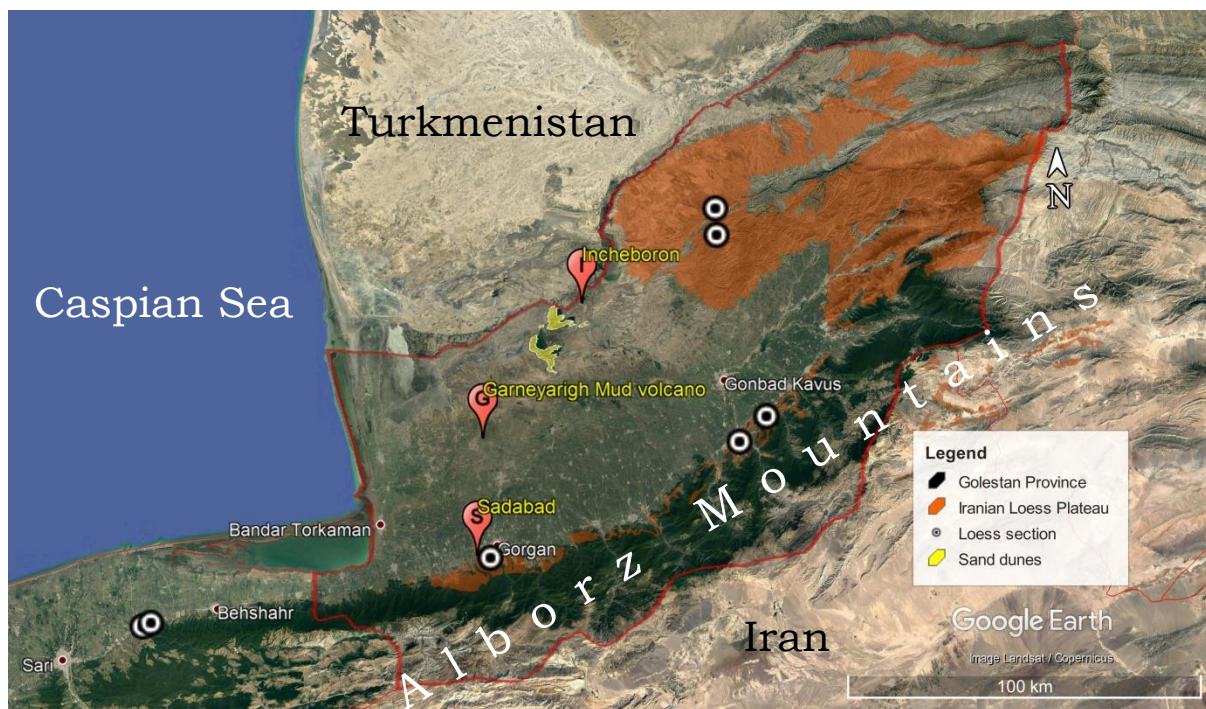 Turkmenistan
N
I
Incheboron
Caspian Sea
G
Garneyarigh Mud volcano
Gonbad Kavus
Alborz Mountains
S
Sadabad
Bandar Torkaman
Gorgan
Behshahr
Sari
Iran
Legend
Golestan Province
Iranian Loess Plateau
Loess section
Sand dunes
Google Earth
Image Landsat / Copernicus
100 km